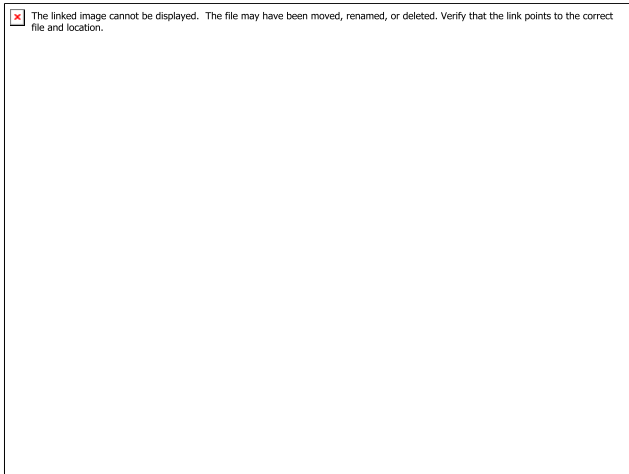 The linked image cannot be displayed.  The file may have been moved, renamed, or deleted. Verify that the link points to the correct
file and location.